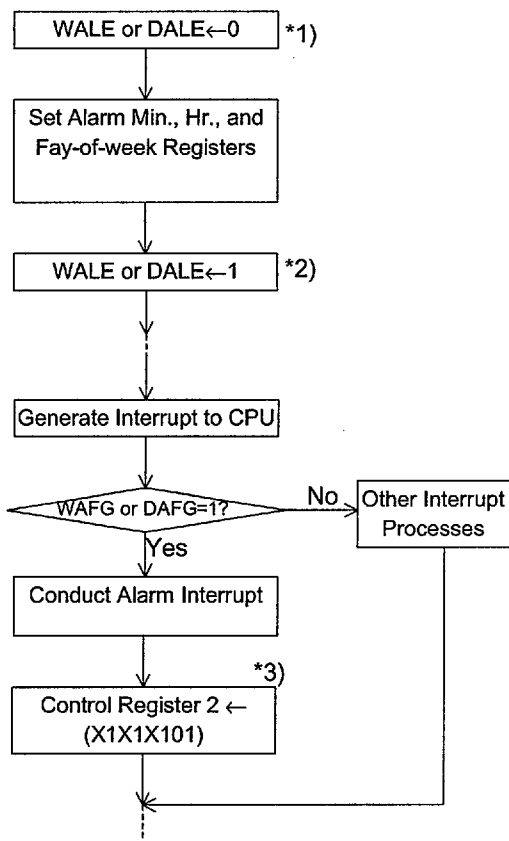 WALE or DALE←0
*1)
Set Alarm Min., Hr., and
Fay-of-week Registers
WALE or DALE←1
*2)
Generate Interrupt to CPU
WAFG or DAFG=1?
No
Other Interrupt
Processes
Yes
Conduct Alarm Interrupt
*3)
Control Register 2 ←
(X1X1X101)